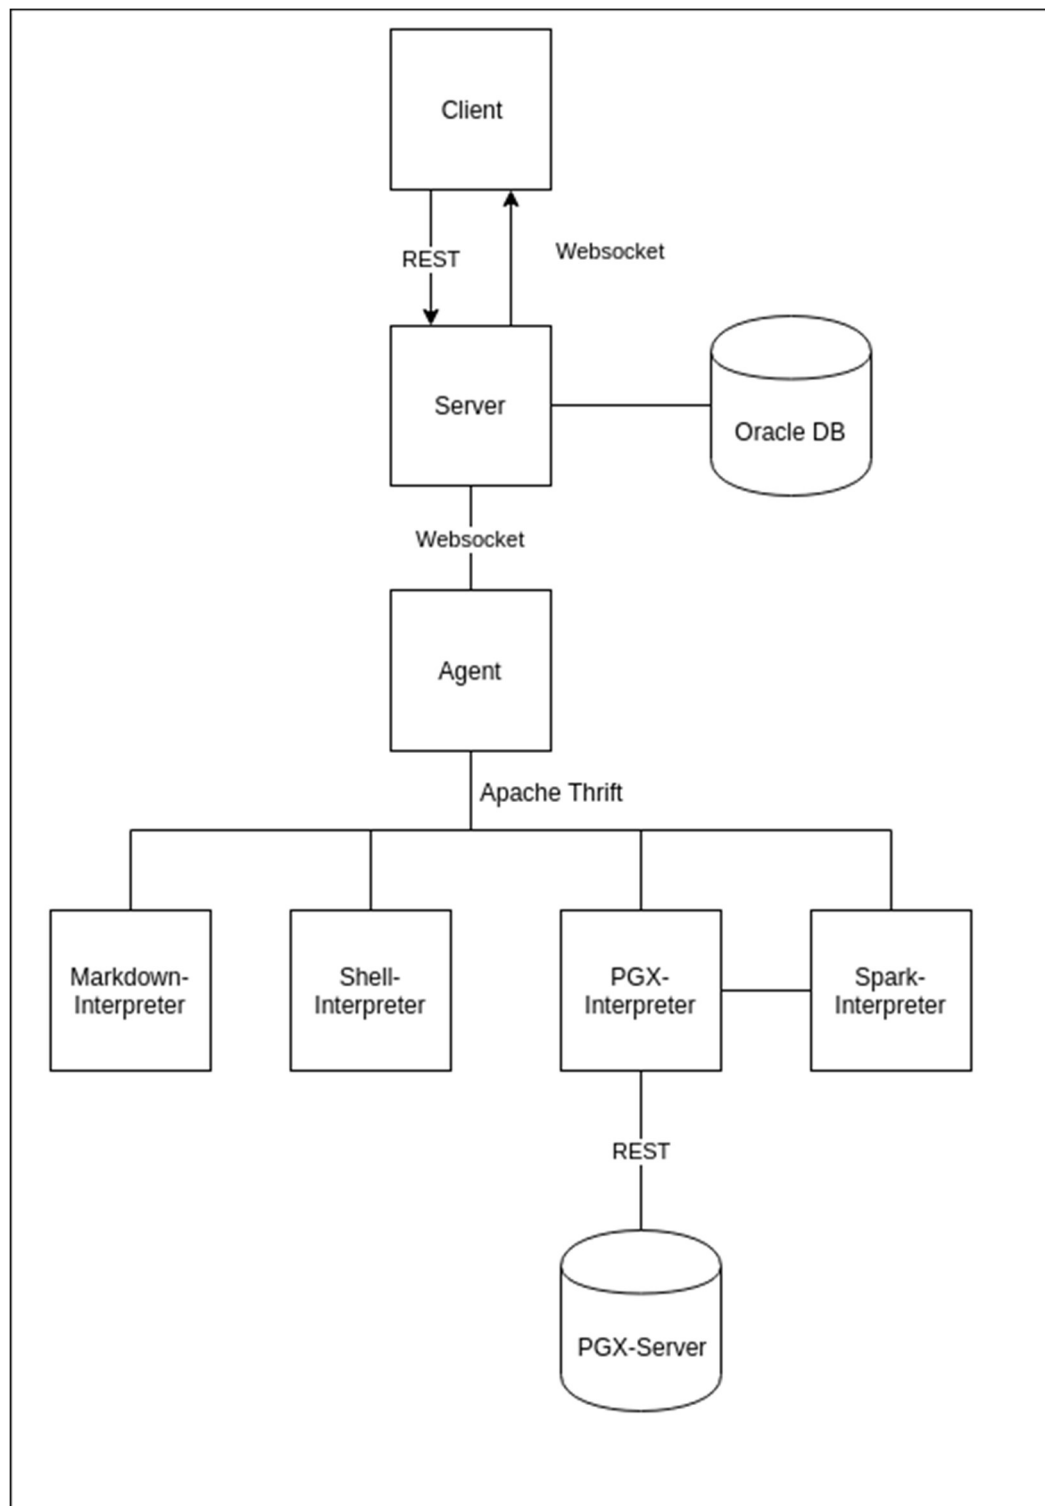 Client
REST
Websocket
Server
Oracle DB
Websocket
Agent
Apache Thrift
Markdown-
Interpreter
Shell-
Interpreter
PGX-
Interpreter
Spark-
Interpreter
REST
PGX-Server